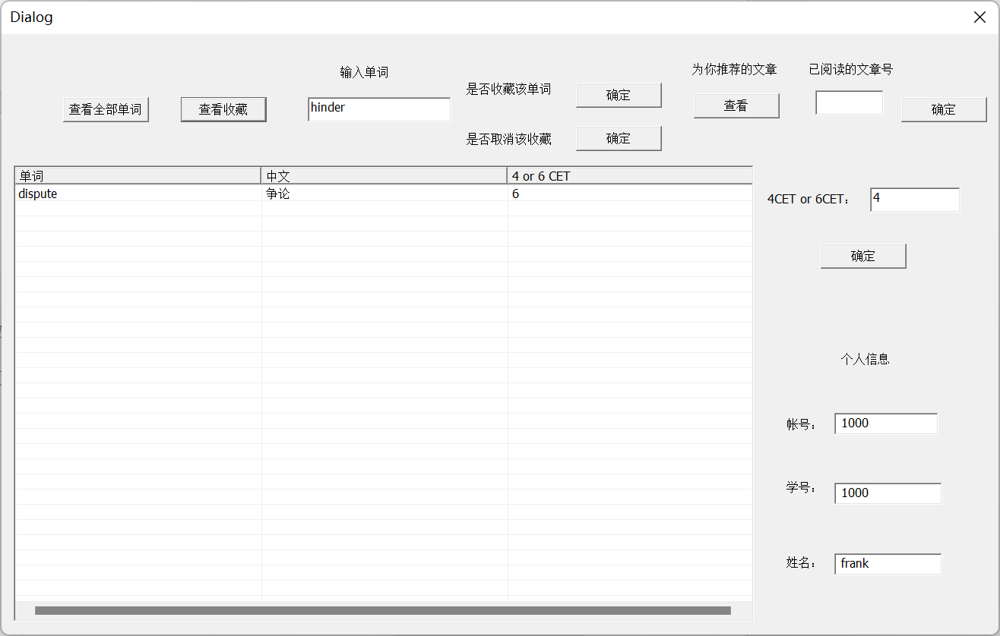 Dialog
输入单词
为你推荐的文章
已阅读的文章号
是否收藏该单词
确定
查看全部单词
查看收藏
hinder
查看
确定
是否取消该收藏
确定
单词 中文 4 or 6 CET
dispute 争论 6
4CET or 6CET： 4
确定
个人信息
帐号： 1000
学号： 1000
姓名： frank